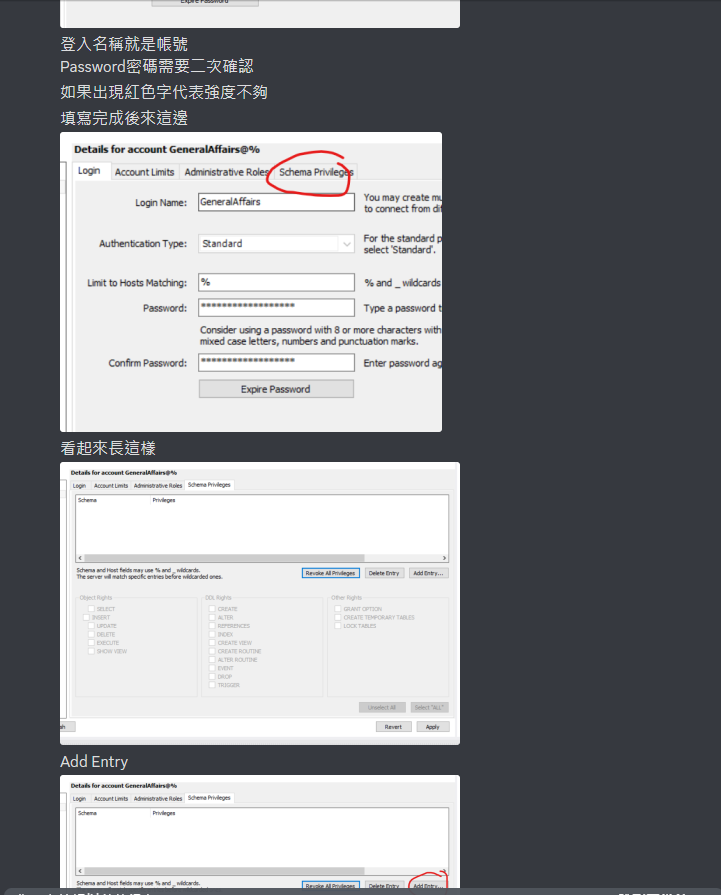 Expire Password
登入名稱就是帳號
Password密碼需要二次確認
如果出現紅色字代表強度不夠
填寫完成後來這邊
Details for account GeneralAffairs@%
Login Account Limits Administrative Roles Schema Privileges
Login Name: GeneralAffairs You may create mu
to connect from dif
Authentication Type: Standard For the standard p
select 'Standard'.
Limit to Hosts Matching: % % and _ wildcards
Password: ****************** Type a password t
Consider using a password with 8 or more characters with
mixed case letters, numbers and punctuation marks.
Confirm Password: ****************** Enter password ag
Expire Password
看起來長這樣
Details for account GeneralAffairs@%
Login Account Limits Administrative Roles Schema Privileges
Schema Privileges
Schema and Host fields may use % and _ wildcards.
The server will match specific entries before wildcarded ones.
Revoke All Privileges Delete Entry Add Entry...
Object Rights DDL Rights Other Rights
SELECT CREATE GRANT OPTION
INSERT ALTER CREATE TEMPORARY TABLES
UPDATE REFERENCES LOCK TABLES
DELETE INDEX
EXECUTE CREATE VIEW
SHOW VIEW CREATE ROUTINE
ALTER ROUTINE
EVENT
DROP
TRIGGER
Unselect All Select "ALL"
Revert Apply
Add Entry
Details for account GeneralAffairs@%
Login Account Limits Administrative Roles Schema Privileges
Schema Privileges
Schema and Host fields may use % and _ wildcards.
Revoke All Privileges Delete Entry Add Entry...